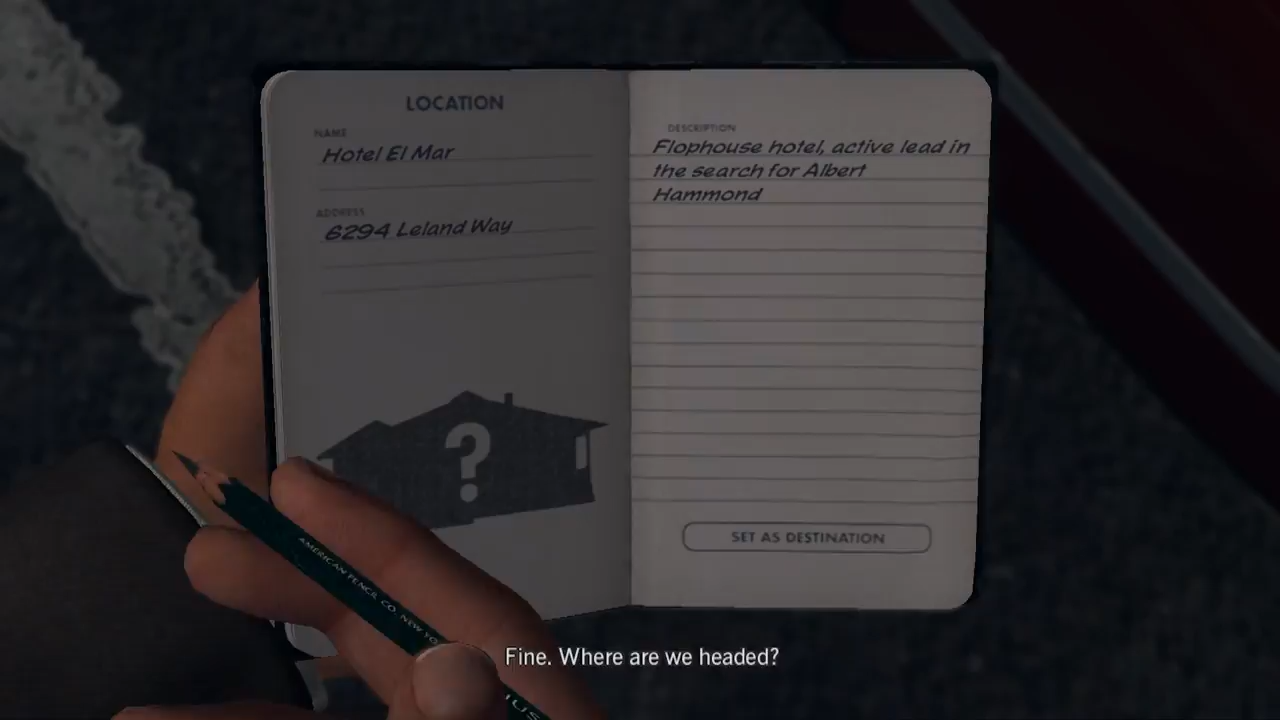 LOCATION
NAME
Hotel El Mar
ADDRESS
6294 Leland Way
DESCRIPTION
Flophouse hotel, active lead in
the search for Albert
Hammond
SET AS DESTINATION
AMERICAN PENCIL CO. NEW YO
Fine. Where are we headed?